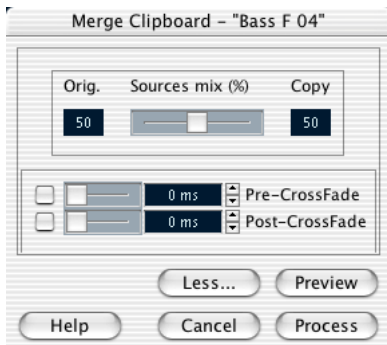 Merge Clipboard – "Bass F 04"
Orig. Sources mix (%) Copy
50 50
0 ms Pre-CrossFade
0 ms Post-CrossFade
Less... Preview
Help Cancel Process